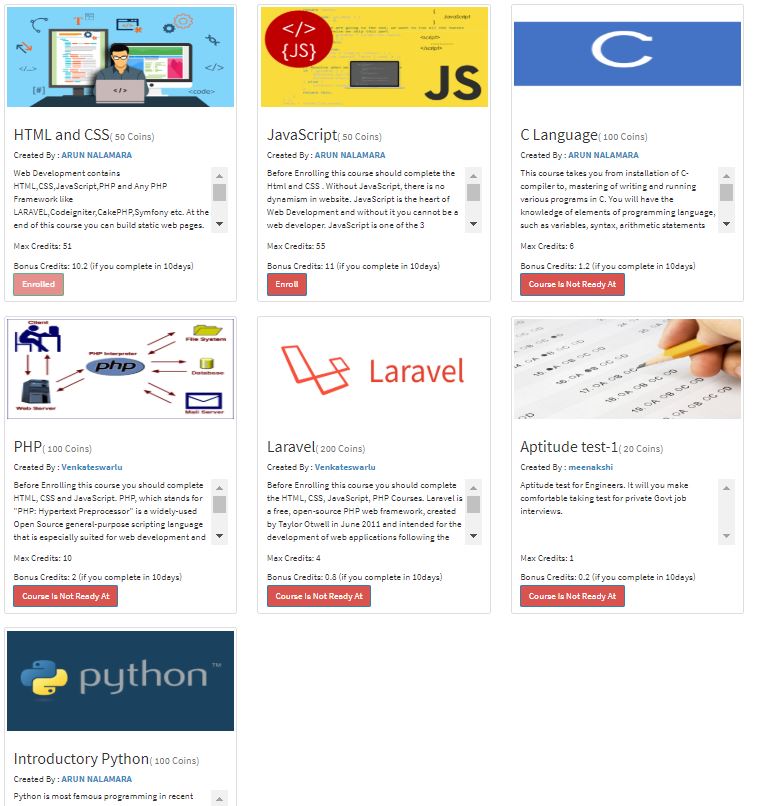 </>
{JS}
JavaScript
JS
C
[#]
<code>
HTML and CSS( 50 Coins)
Created By : ARUN NALAMARA
Web Development contains
HTML,CSS,JavaScript,PHP and Any PHP
Framework like
LARAVEL,Codeigniter,CakePHP,Symfony etc. At the
end of this course you can build static web pages.
Max Credits: 51
Bonus Credits: 10.2 (if you complete in 10days)
Enrolled
JavaScript( 50 Coins)
Created By : ARUN NALAMARA
Before Enrolling this course should complete the
Html and CSS . Without JavaScript, there is no
dynamism in website. JavaScript is the heart of
Web Development and without it you cannot be a
web developer. JavaScript is one of the 3
Max Credits: 55
Bonus Credits: 11 (if you complete in 10days)
Enroll
C Language( 100 Coins)
Created By : ARUN NALAMARA
This course takes you from installation of C-
compiler to, mastering of writing and running
various programs in C. You will have the
knowledge of elements of programming language,
such as variables, syntax, arithmetic statements
Max Credits: 6
Bonus Credits: 1.2 (if you complete in 10days)
Course Is Not Ready At
Client
File System
PHP Interpreter
php
Database
Web Server
Mail Server
PHP( 100 Coins)
Created By : Venkateswarlu
Before Enrolling this course you should complete
HTML, CSS and JavaScript. PHP, which stands for
"PHP: Hypertext Preprocessor" is a widely-used
Open Source general-purpose scripting language
that is especially suited for web development and
Max Credits: 10
Bonus Credits: 2 (if you complete in 10days)
Course Is Not Ready At
Laravel
Laravel( 200 Coins)
Created By : Venkateswarlu
Before Enrolling this course you should complete
the HTML, CSS, JavaScript, PHP Courses. Laravel is
a free, open-source PHP web framework, created
by Taylor Otwell in June 2011 and intended for the
development of web applications following the
Max Credits: 4
Bonus Credits: 0.8 (if you complete in 10days)
Course Is Not Ready At
Aptitude test-1( 20 Coins)
Created By : meenakshi
Aptitude test for Engineers. It will you make
comfortable taking test for private Govt job
interviews.
Max Credits: 1
Bonus Credits: 0.2 (if you complete in 10days)
Course Is Not Ready At
python™
Introductory Python( 100 Coins)
Created By : ARUN NALAMARA
Python is most famous programming in recent